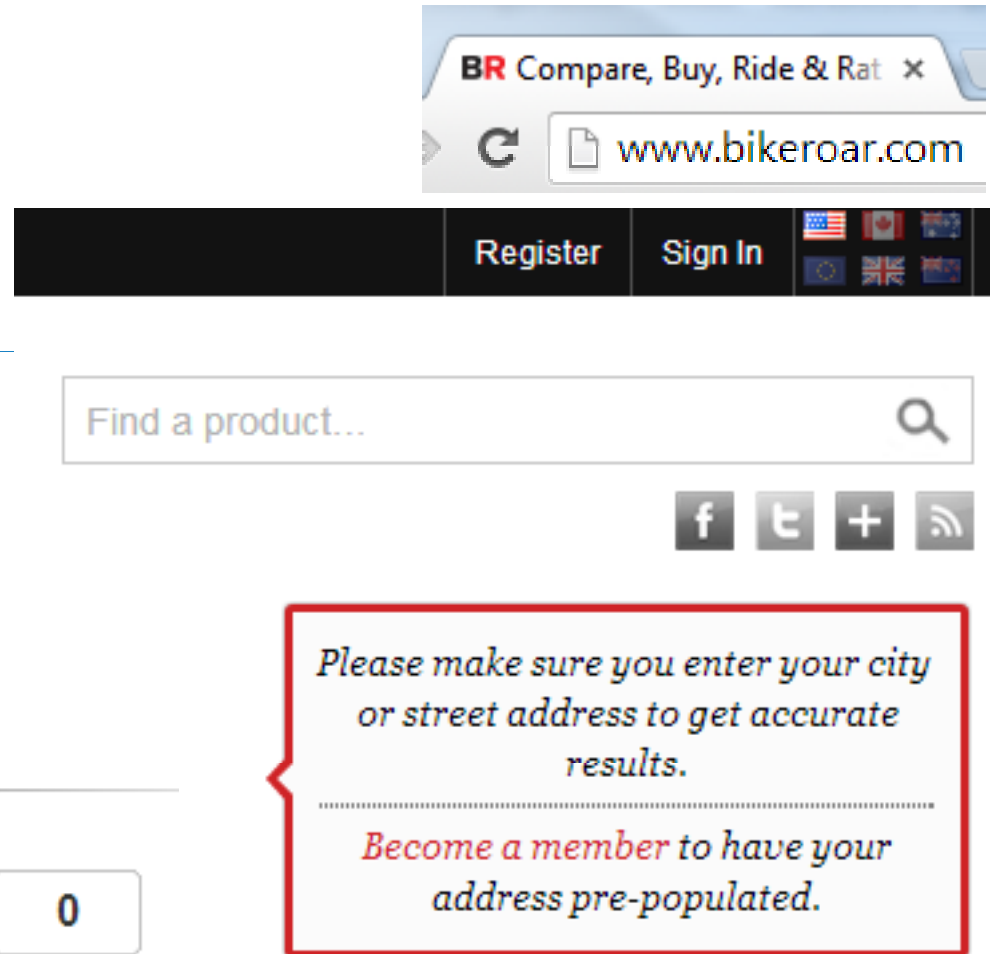 BR Compare, Buy, Ride & Rat
www.bikeroar.com
Register Sign In
Find a product...
Please make sure you enter your city
or street address to get accurate
results.
Become a member to have your
address pre-populated.
0